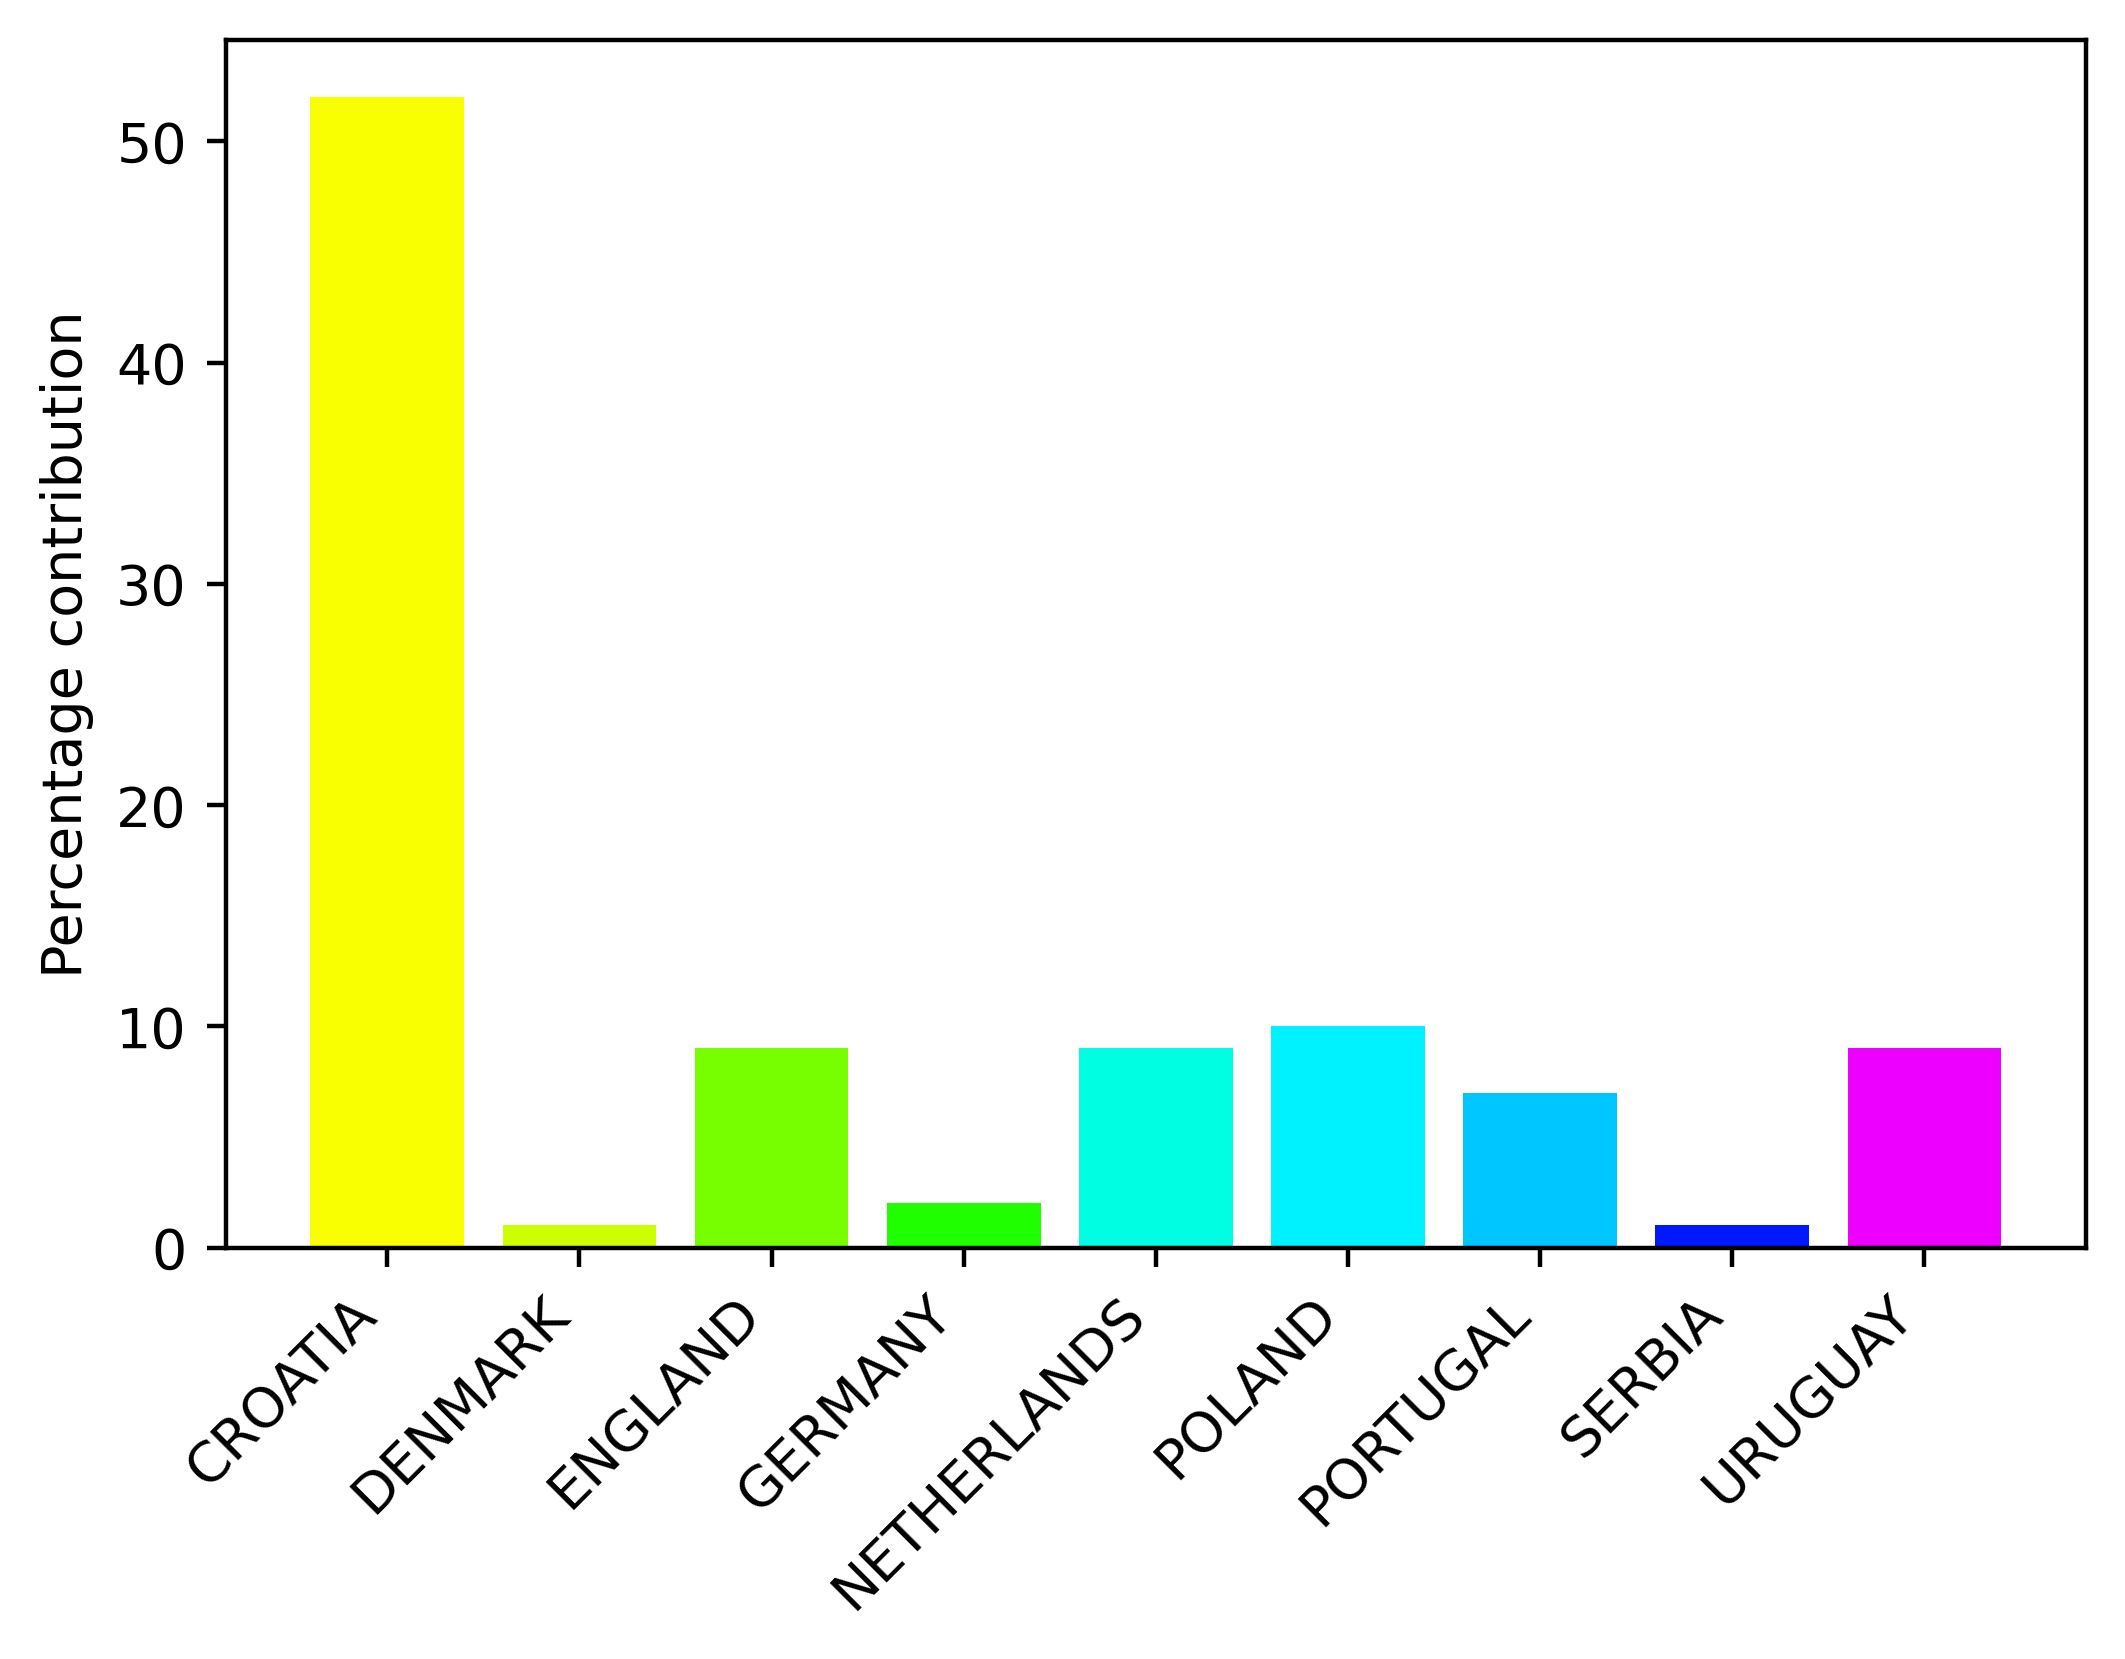 Percentage contribution
50
40
30
20
10
0
CROATIA
DENMARK
ENGLAND
GERMANY
NETHERLANDS
POLAND
PORTUGAL
SERBIA
URUGUAY